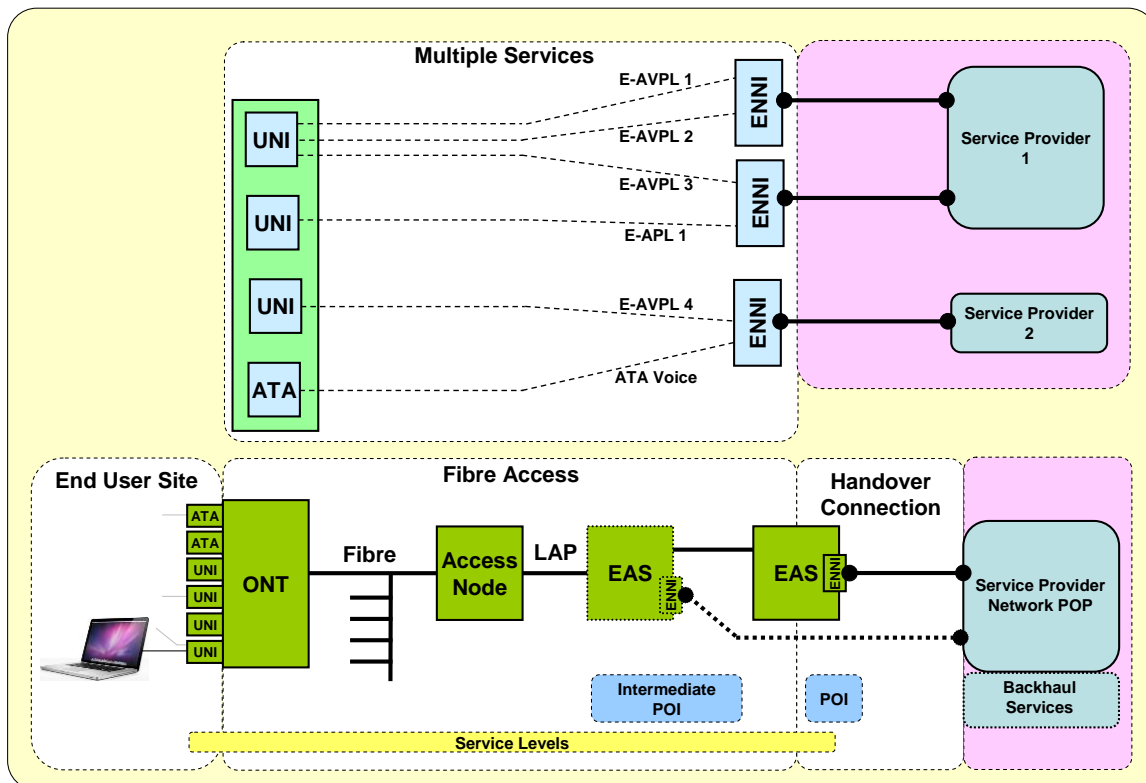 Multiple Services
E-AVPL 1
UNI
ENNI
E-AVPL 2
Service Provider
1
E-AVPL 3
ENNI
UNI
E-APL 1
UNI
E-AVPL 4
ENNI
Service Provider
2
ATA
ATA Voice
End User Site
Fibre Access
Handover
Connection
ATA
ATA
UNI
UNI
UNI
UNI
ONT
Fibre
Access
Node
LAP
EAS
ENNI
EAS
ENNI
Service Provider
Network POP
Intermediate
POI
POI
Backhaul
Services
Service Levels